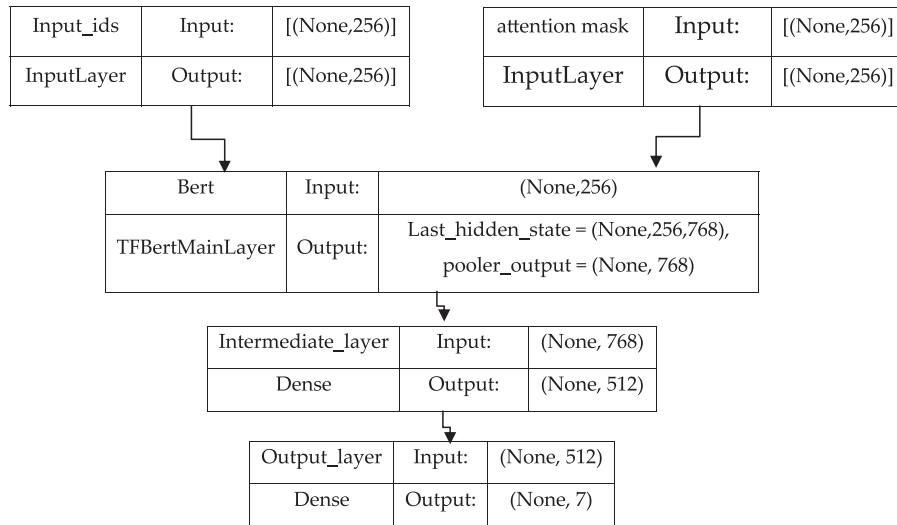 Input_ids Input: [(None,256)]
InputLayer Output: [(None,256)]
attention mask Input: [(None,256)]
InputLayer Output: [(None,256)]
Bert Input: (None,256)
TFBertMainLayer Output: Last_hidden_state = (None,256,768),
pooler_output = (None, 768)
Intermediate_layer Input: (None, 768)
Dense Output: (None, 512)
Output_layer Input: (None, 512)
Dense Output: (None, 7)